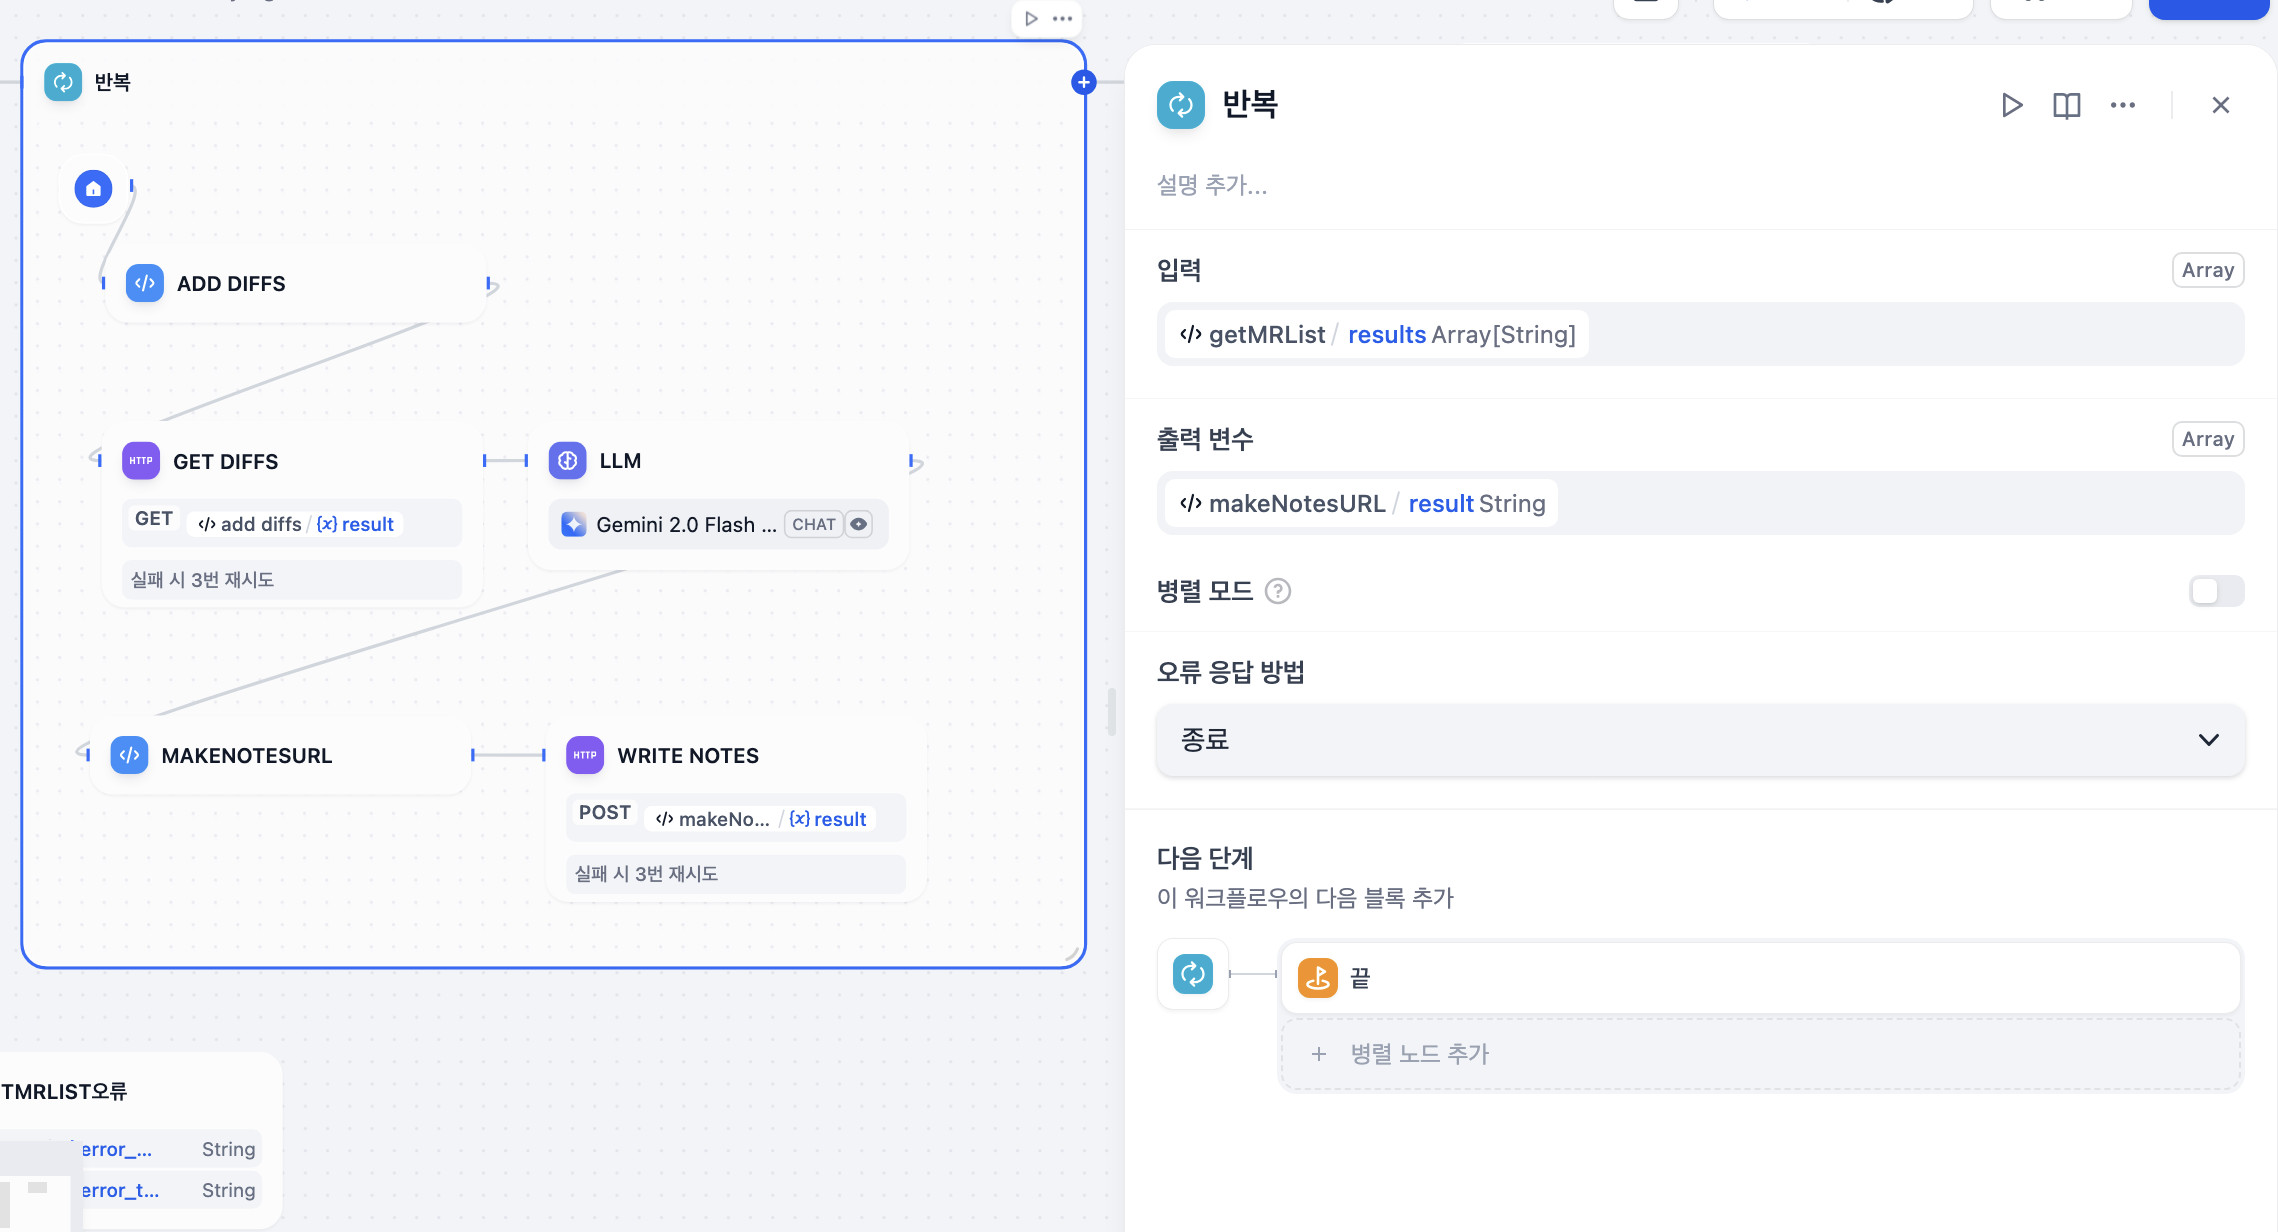 반복
ADD DIFFS
GET DIFFS
GET
add diffs / {x} result
실패 시 3번 재시도
LLM
Gemini 2.0 Flash ...
CHAT
MAKENOTESURL
WRITE NOTES
POST
makeNo... / {x} result
실패 시 3번 재시도
TMRLIST오류
error_... String
error_t... String
반복
설명 추가...
입력
Array
getMRList / results Array[String]
출력 변수
Array
makeNotesURL / result String
병렬 모드
오류 응답 방법
종료
다음 단계
이 워크플로우의 다음 블록 추가
끝
+ 병렬 노드 추가